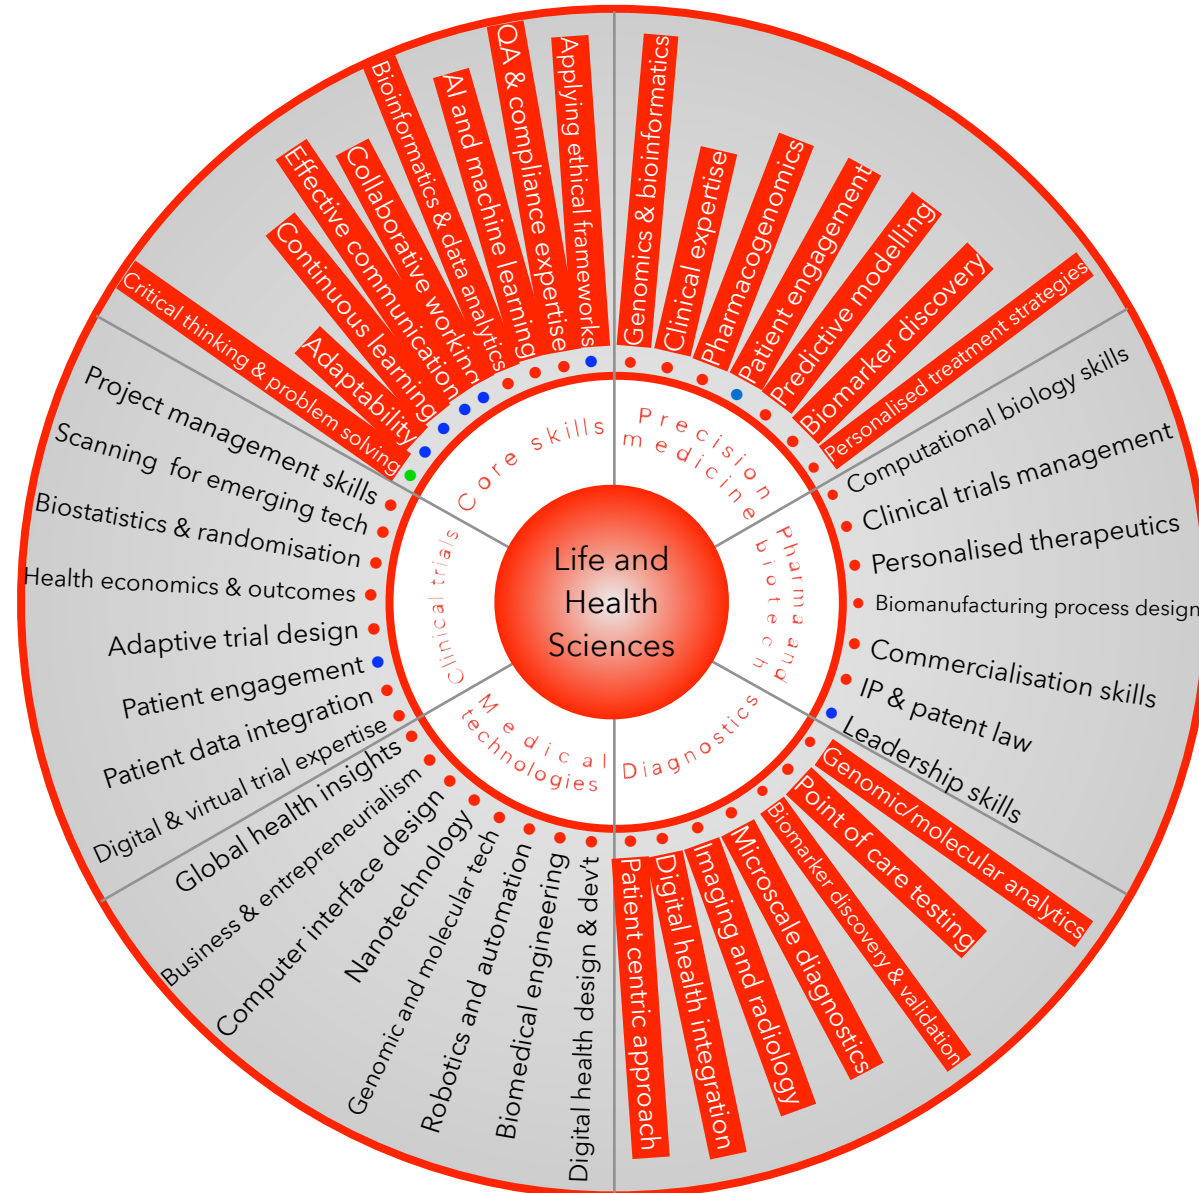 Life and
Health
Sciences
Core skills
Precision
medicine
Pharma and
biotech
Diagnostics
Medical
technologies
Clinical trials
Critical thinking & problem solving
Adaptability
Continuous learning
Effective communication
Collaborative working
Bioinformatics & data analytics
AI and machine learning
QA & compliance expertise
Applying ethical frameworks
Genomics & bioinformatics
Clinical expertise
Pharmacogenomics
Patient engagement
Predictive modelling
Biomarker discovery
Personalised treatment strategies
Computational biology skills
Clinical trials management
Personalised therapeutics
Biomanufacturing process design
Commercialisation skills
IP & patent law
Leadership skills
Genomic/molecular analytics
Point of care testing
Biomarker discovery & validation
Microscale diagnostics
Imaging and radiology
Digital health integration
Patient centric approach
Digital health design & dev't
Biomedical engineering
Robotics and automation
Genomic and molecular tech
Nanotechnology
Computer interface design
Business & entrepreneurialism
Global health insights
Digital & virtual trial expertise
Patient data integration
Patient engagement
Adaptive trial design
Health economics & outcomes
Biostatistics & randomisation
Scanning for emerging tech
Project management skills